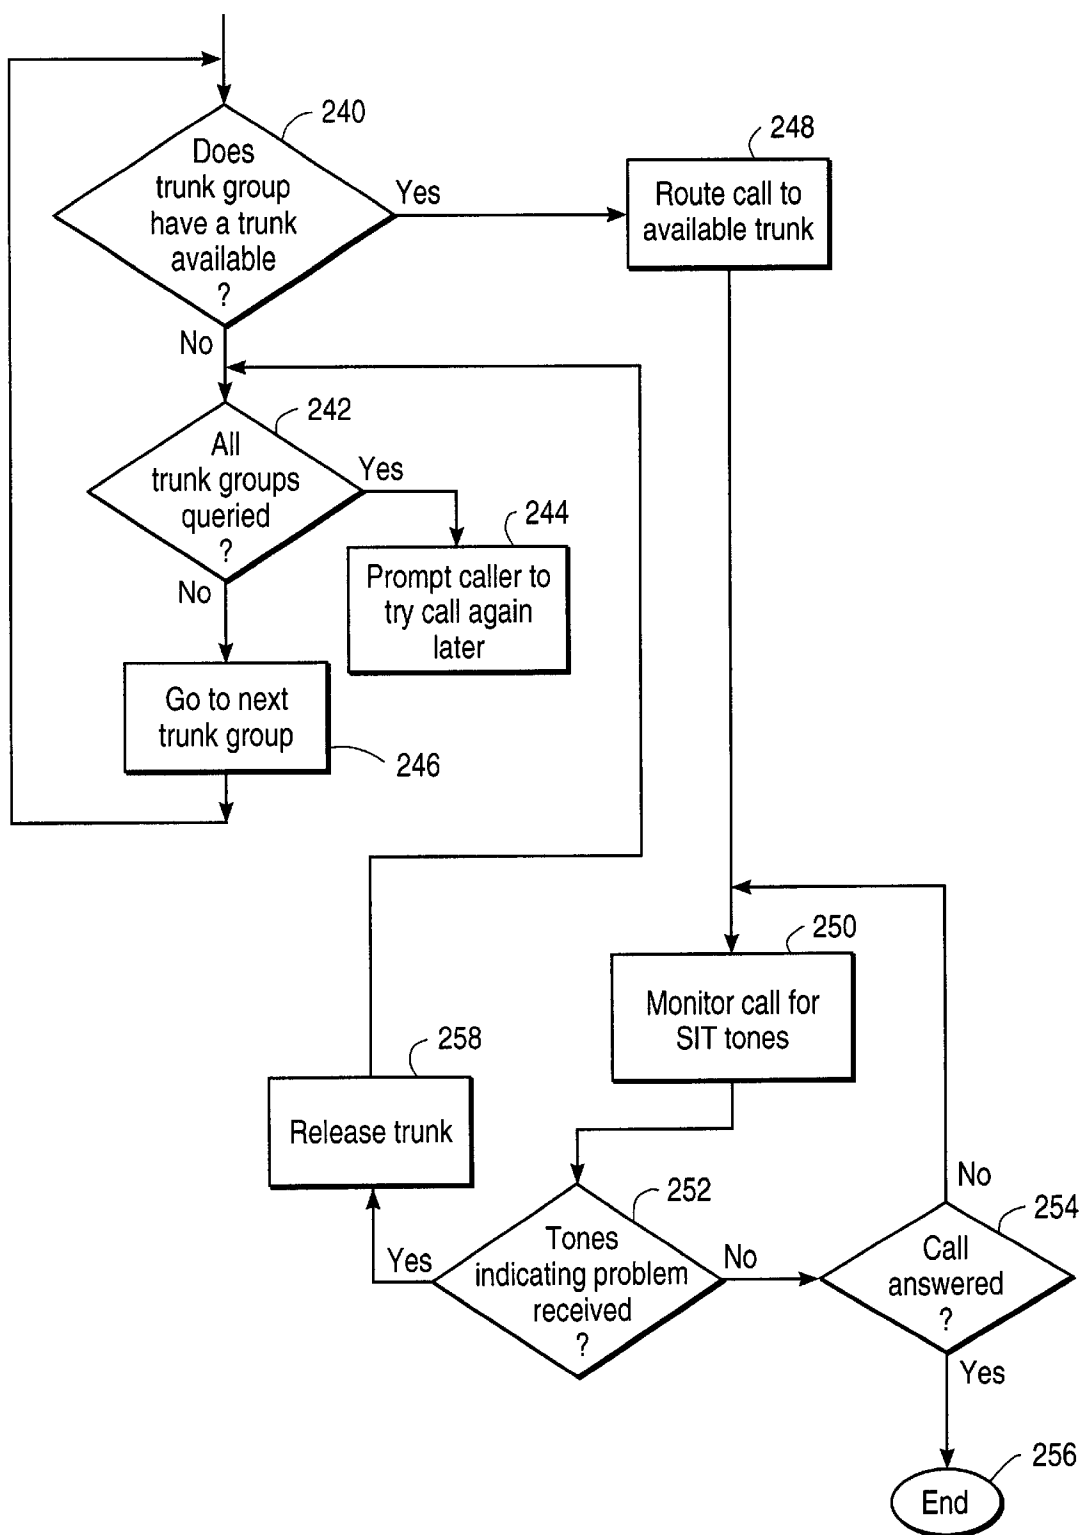 240
Does
trunk group
have a trunk
available
?
Yes
No
248
Route call to
available trunk
242
All
trunk groups
queried
?
Yes
No
244
Prompt caller to
try call again
later
Go to next
trunk group
246
250
Monitor call for
SIT tones
258
Release trunk
252
Tones
indicating problem
received
?
Yes
No
254
Call
answered
?
No
Yes
256
End